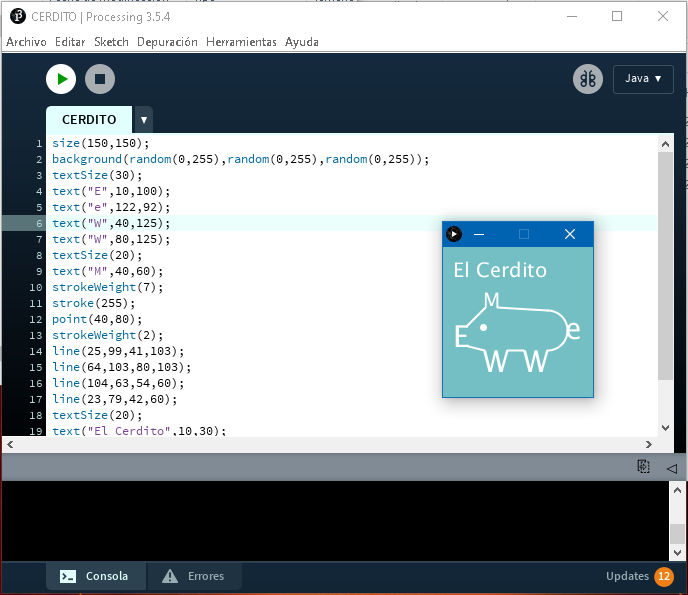 CERDITO | Processing 3.5.4
Archivo Editar Sketch Depuración Herramientas Ayuda
Java ▼
CERDITO ▼
1 size(150,150);
2 background(random(0,255),random(0,255),random(0,255));
3 textSize(30);
4 text("E",10,100);
5 text("e",122,92);
6 text("W",40,125);
7 text("W",80,125);
8 textSize(20);
9 text("M",40,60);
10 strokeWeight(7);
11 stroke(255);
12 point(40,80);
13 strokeWeight(2);
14 line(25,99,41,103);
15 line(64,103,80,103);
16 line(104,63,54,60);
17 line(23,79,42,60);
18 textSize(20);
19 text("El Cerdito",10,30);
El Cerdito
M
E e
W W
Consola Errores Updates 12